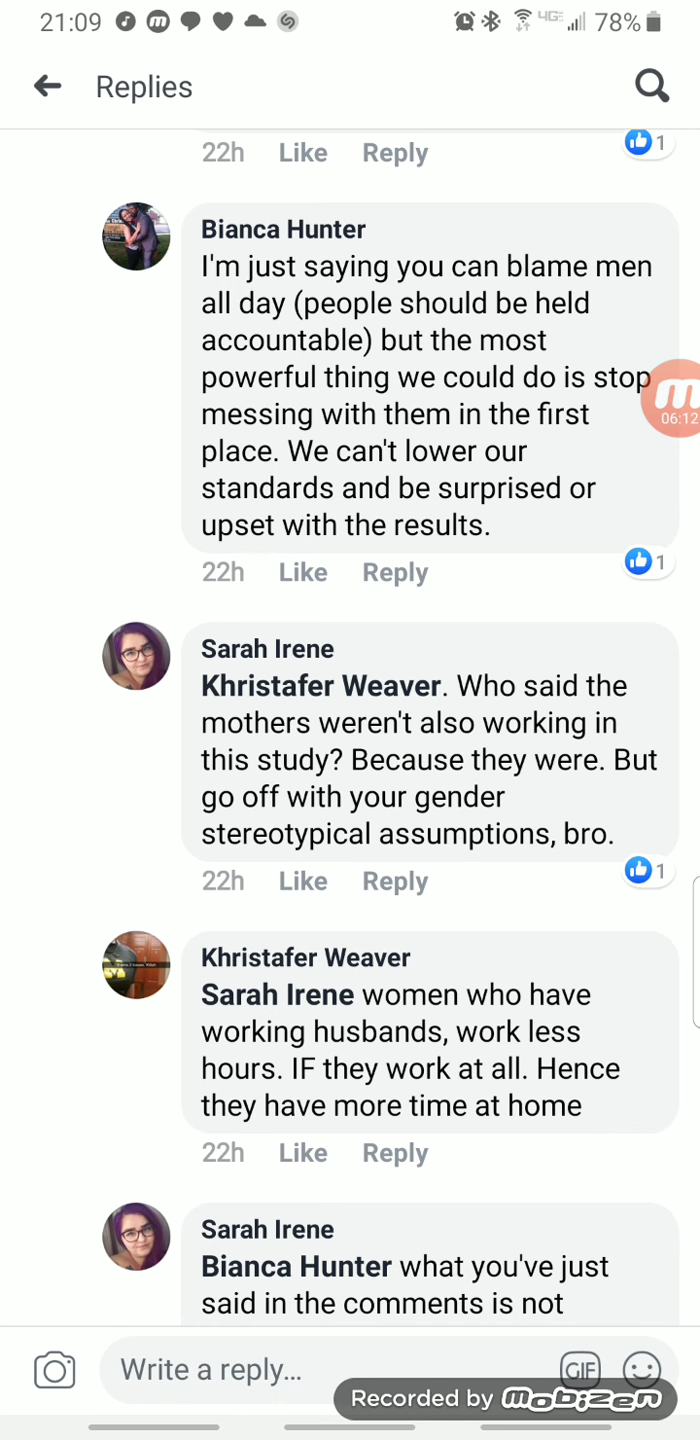 21:09
4GE
78%
Replies
22h Like Reply 1
Bianca Hunter
I'm just saying you can blame men
all day (people should be held
accountable) but the most
powerful thing we could do is stop
messing with them in the first
place. We can't lower our
standards and be surprised or
upset with the results.
m
06:12
22h Like Reply 1
Sarah Irene
Khristafer Weaver. Who said the
mothers weren't also working in
this study? Because they were. But
go off with your gender
stereotypical assumptions, bro.
22h Like Reply 1
Khristafer Weaver
Sarah Irene women who have
working husbands, work less
hours. IF they work at all. Hence
they have more time at home
22h Like Reply
Sarah Irene
Bianca Hunter what you've just
said in the comments is not
Write a reply...
GIF
Recorded by mobizen